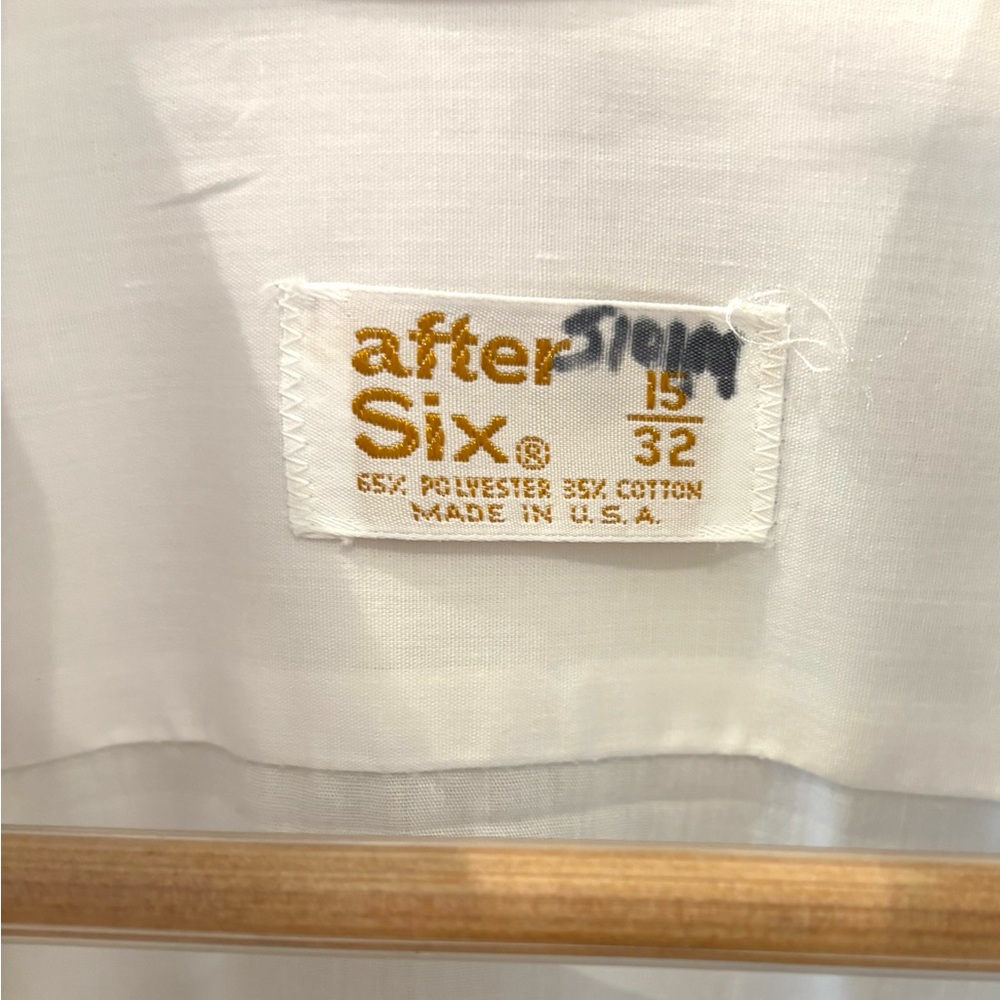 after
Six®
15
32
65% POLYESTER 35% COTTON
MADE IN U.S.A.